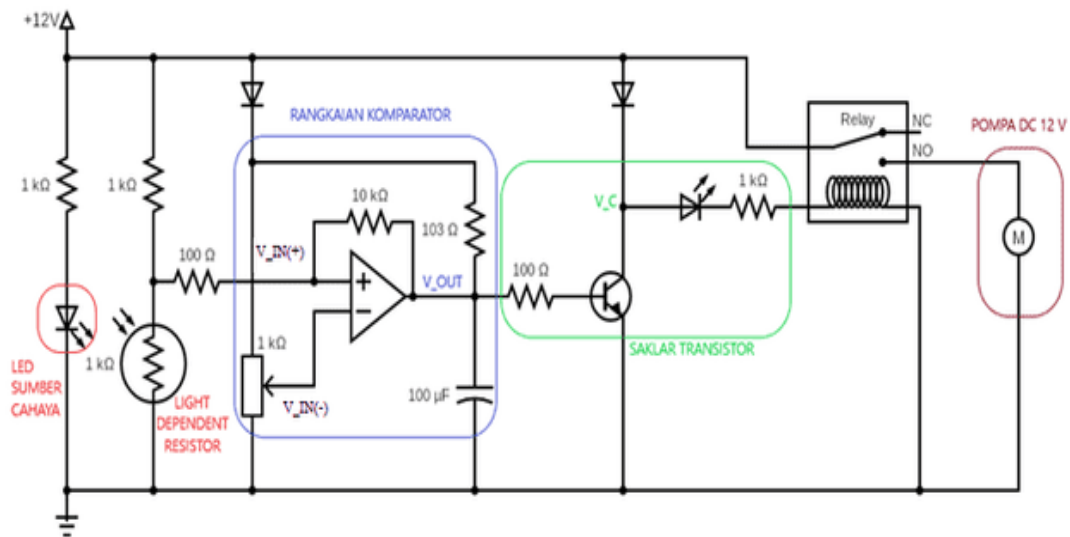 +12V
RANGKAIAN KOMPARATOR
Relay
NC
NO
POMPA DC 12 V
1 kΩ
1 kΩ
10 kΩ
103 Ω
V_C
1 kΩ
100 Ω
V_IN(+)
V_OUT
100 Ω
M
+
−
1 kΩ
1 kΩ
SAKLAR TRANSISTOR
LED
SUMBER
CAHAYA
LIGHT
DEPENDENT
RESISTOR
V_IN(-)
100 µF